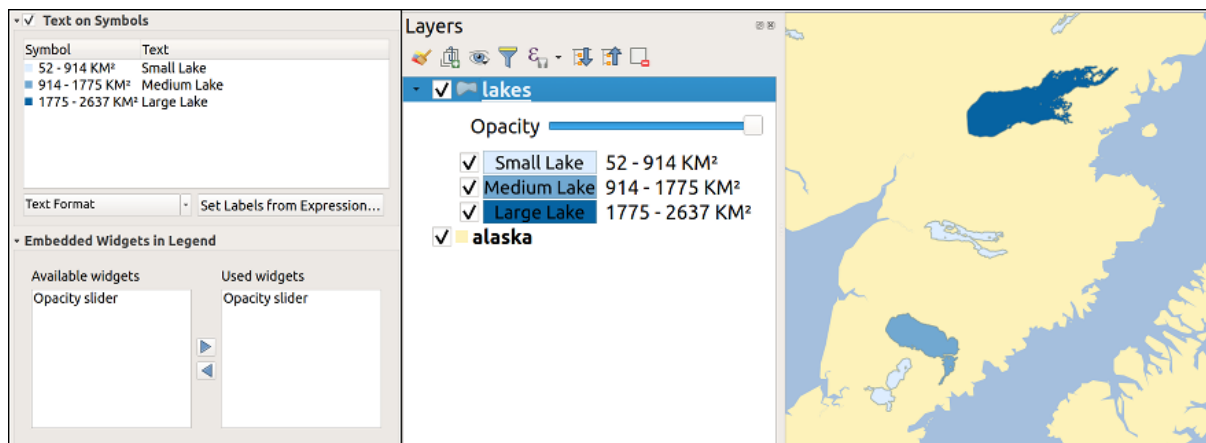 Text on Symbols
Symbol Text
52 - 914 KM² Small Lake
914 - 1775 KM² Medium Lake
1775 - 2637 KM² Large Lake
Text Format
Set Labels from Expression...
Embedded Widgets in Legend
Available widgets
Opacity slider
Used widgets
Opacity slider
Layers
lakes
Opacity
Small Lake 52 - 914 KM²
Medium Lake 914 - 1775 KM²
Large Lake 1775 - 2637 KM²
alaska